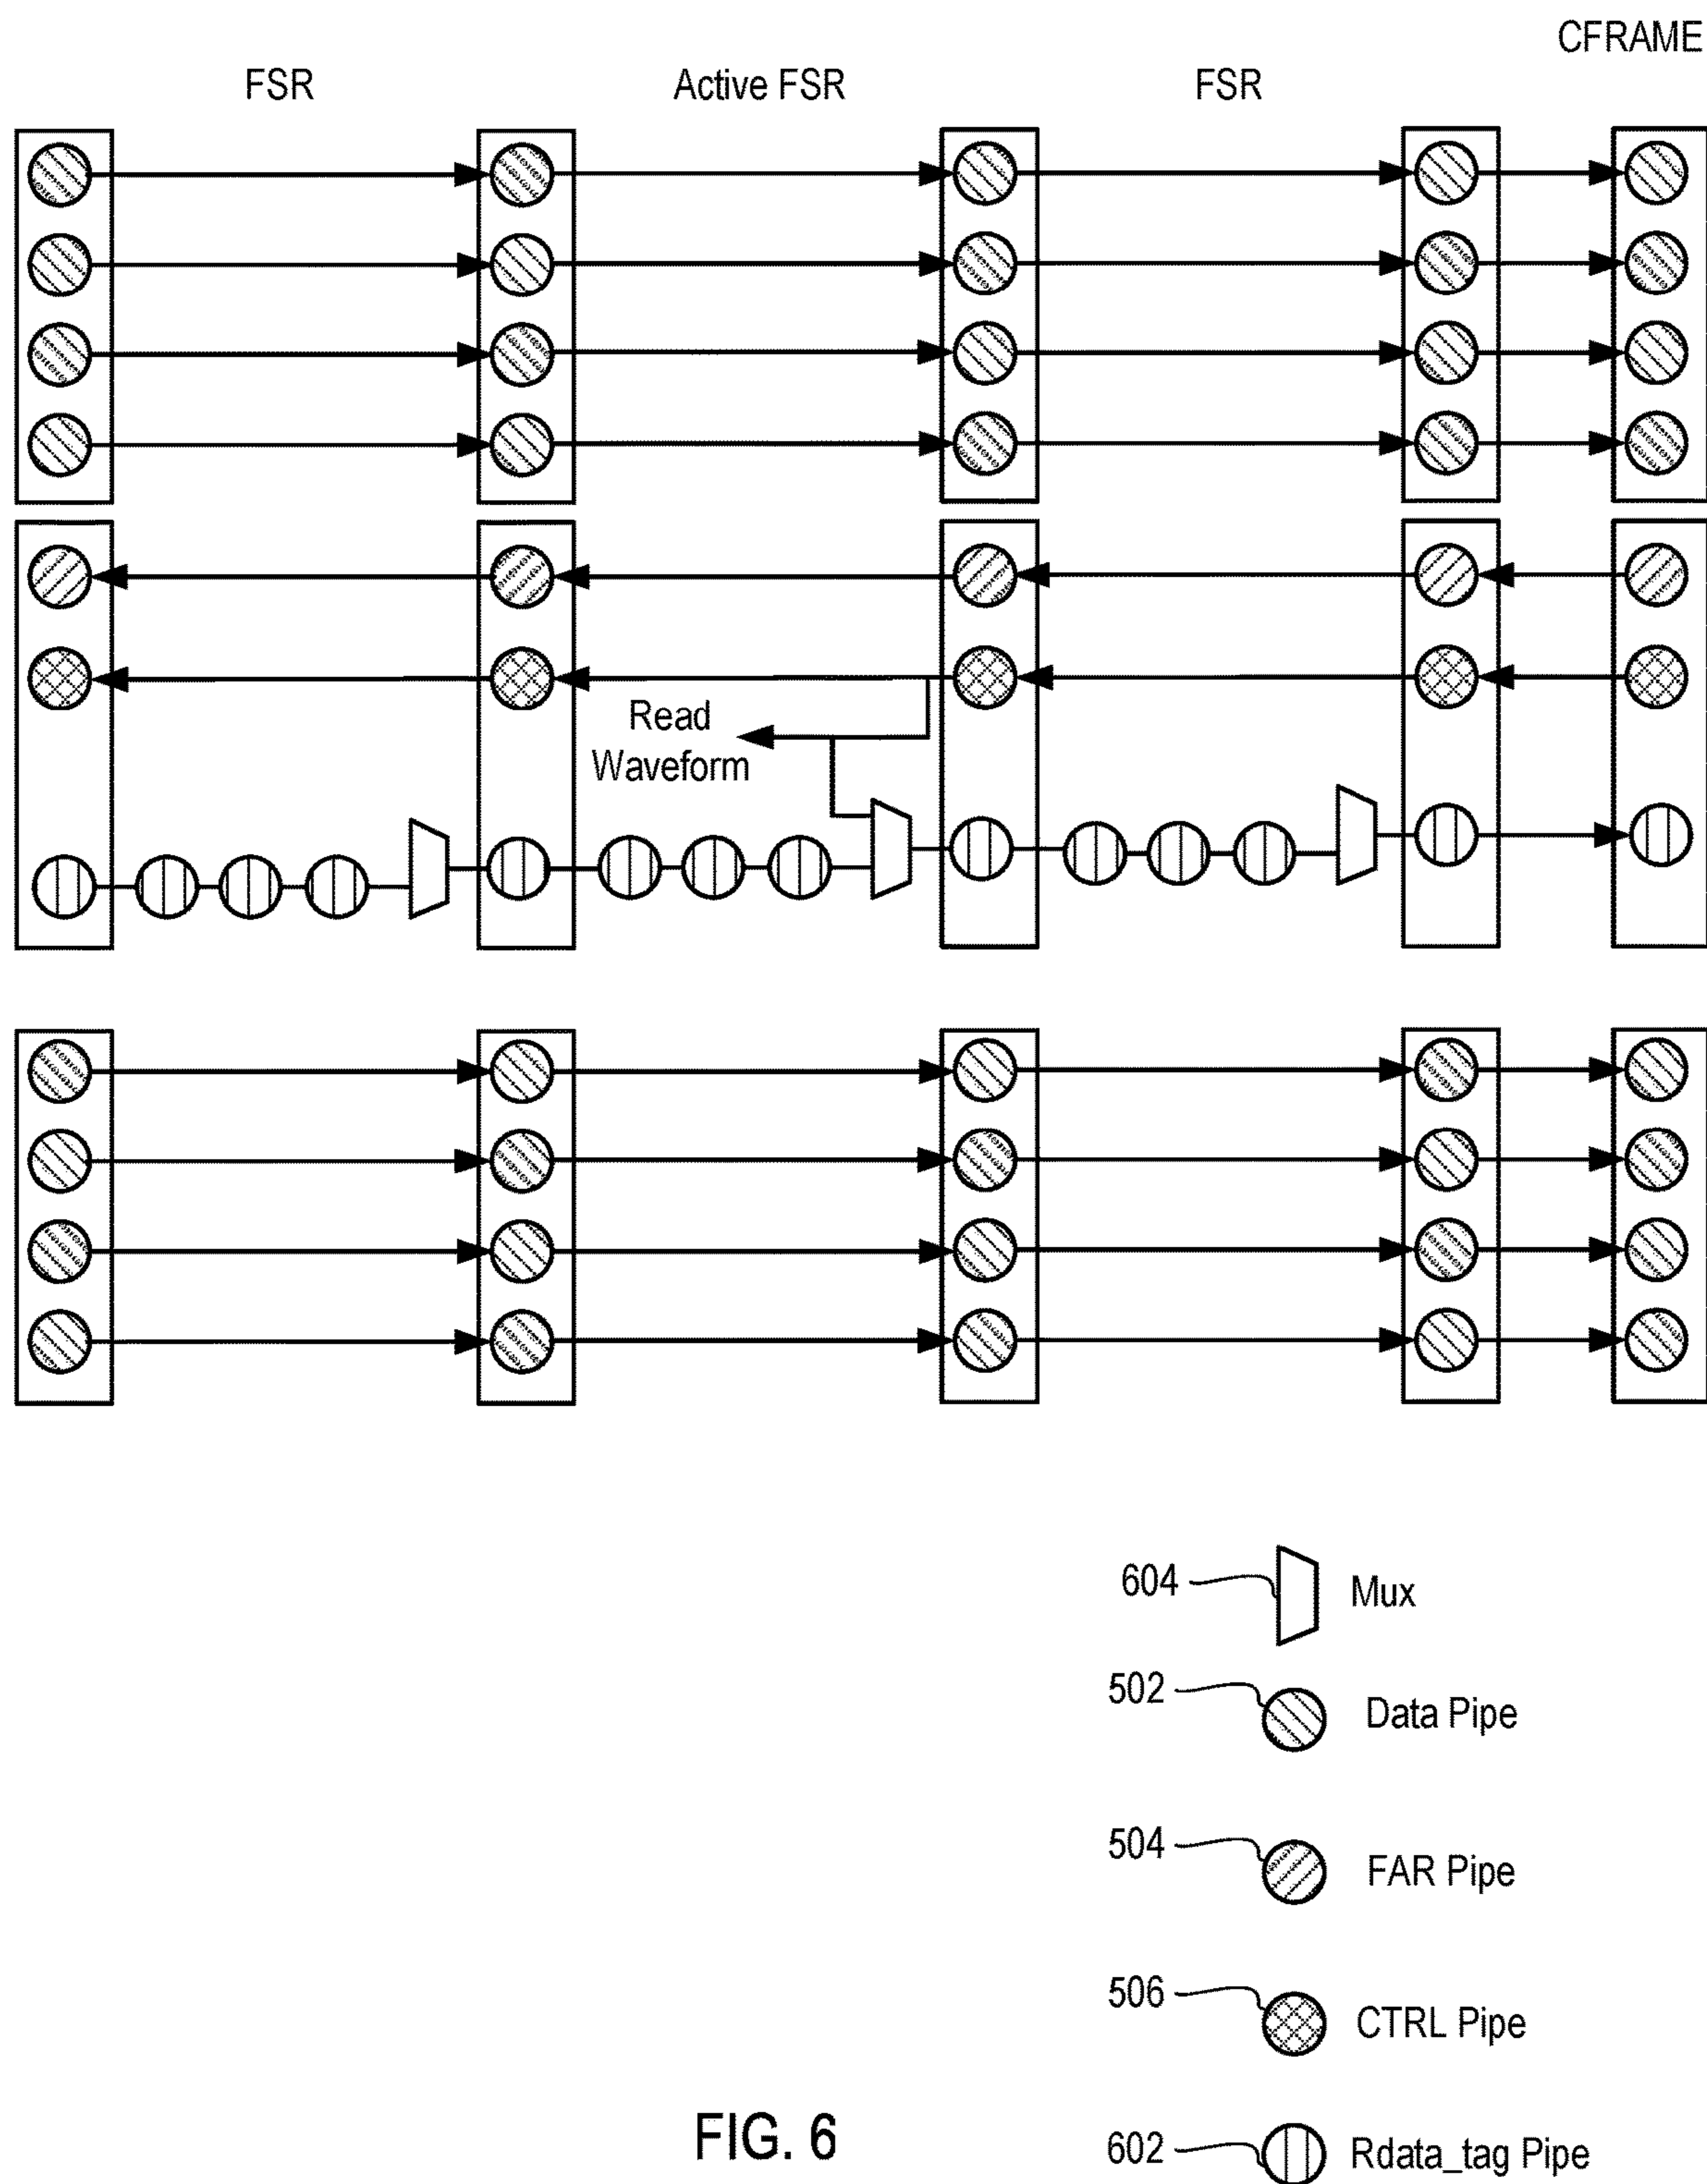 CFRAME
FSR
Active FSR
FSR
Read
Waveform
604
Mux
502
Data Pipe
504
FAR Pipe
506
CTRL Pipe
602
Rdata_tag Pipe
FIG. 6